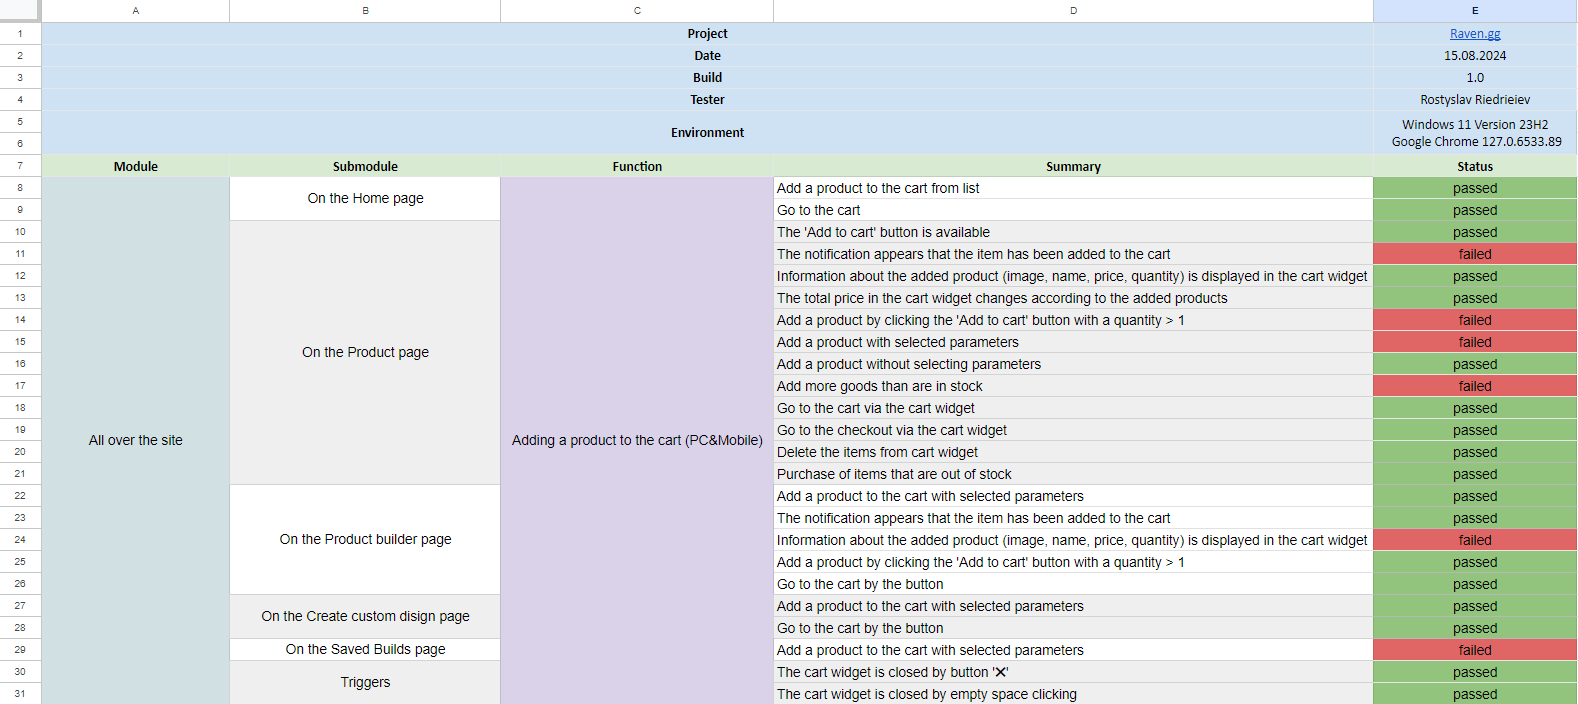 A B C D E
1 Project Raven.gg
2 Date 15.08.2024
3 Build 1.0
4 Tester Rostyslav Riedrieiev
5 Environment Windows 11 Version 23H2
6 Google Chrome 127.0.6533.89
7 Module Submodule Function Summary Status
8 On the Home page Add a product to the cart from list passed
9 Go to the cart passed
10 The 'Add to cart' button is available passed
11 The notification appears that the item has been added to the cart failed
12 Information about the added product (image, name, price, quantity) is displayed in the cart widget passed
13 The total price in the cart widget changes according to the added products passed
14 Add a product by clicking the 'Add to cart' button with a quantity > 1 failed
15 On the Product page Add a product with selected parameters failed
16 Add a product without selecting parameters passed
17 Add more goods than are in stock failed
18 Go to the cart via the cart widget passed
19 All over the site Adding a product to the cart (PC&Mobile) Go to the checkout via the cart widget passed
20 Delete the items from cart widget passed
21 Purchase of items that are out of stock passed
22 Add a product to the cart with selected parameters passed
23 The notification appears that the item has been added to the cart passed
24 On the Product builder page Information about the added product (image, name, price, quantity) is displayed in the cart widget failed
25 Add a product by clicking the 'Add to cart' button with a quantity > 1 passed
26 Go to the cart by the button passed
27 On the Create custom disign page Add a product to the cart with selected parameters passed
28 Go to the cart by the button passed
29 On the Saved Builds page Add a product to the cart with selected parameters failed
30 Triggers The cart widget is closed by button '✕' passed
31 The cart widget is closed by empty space clicking passed